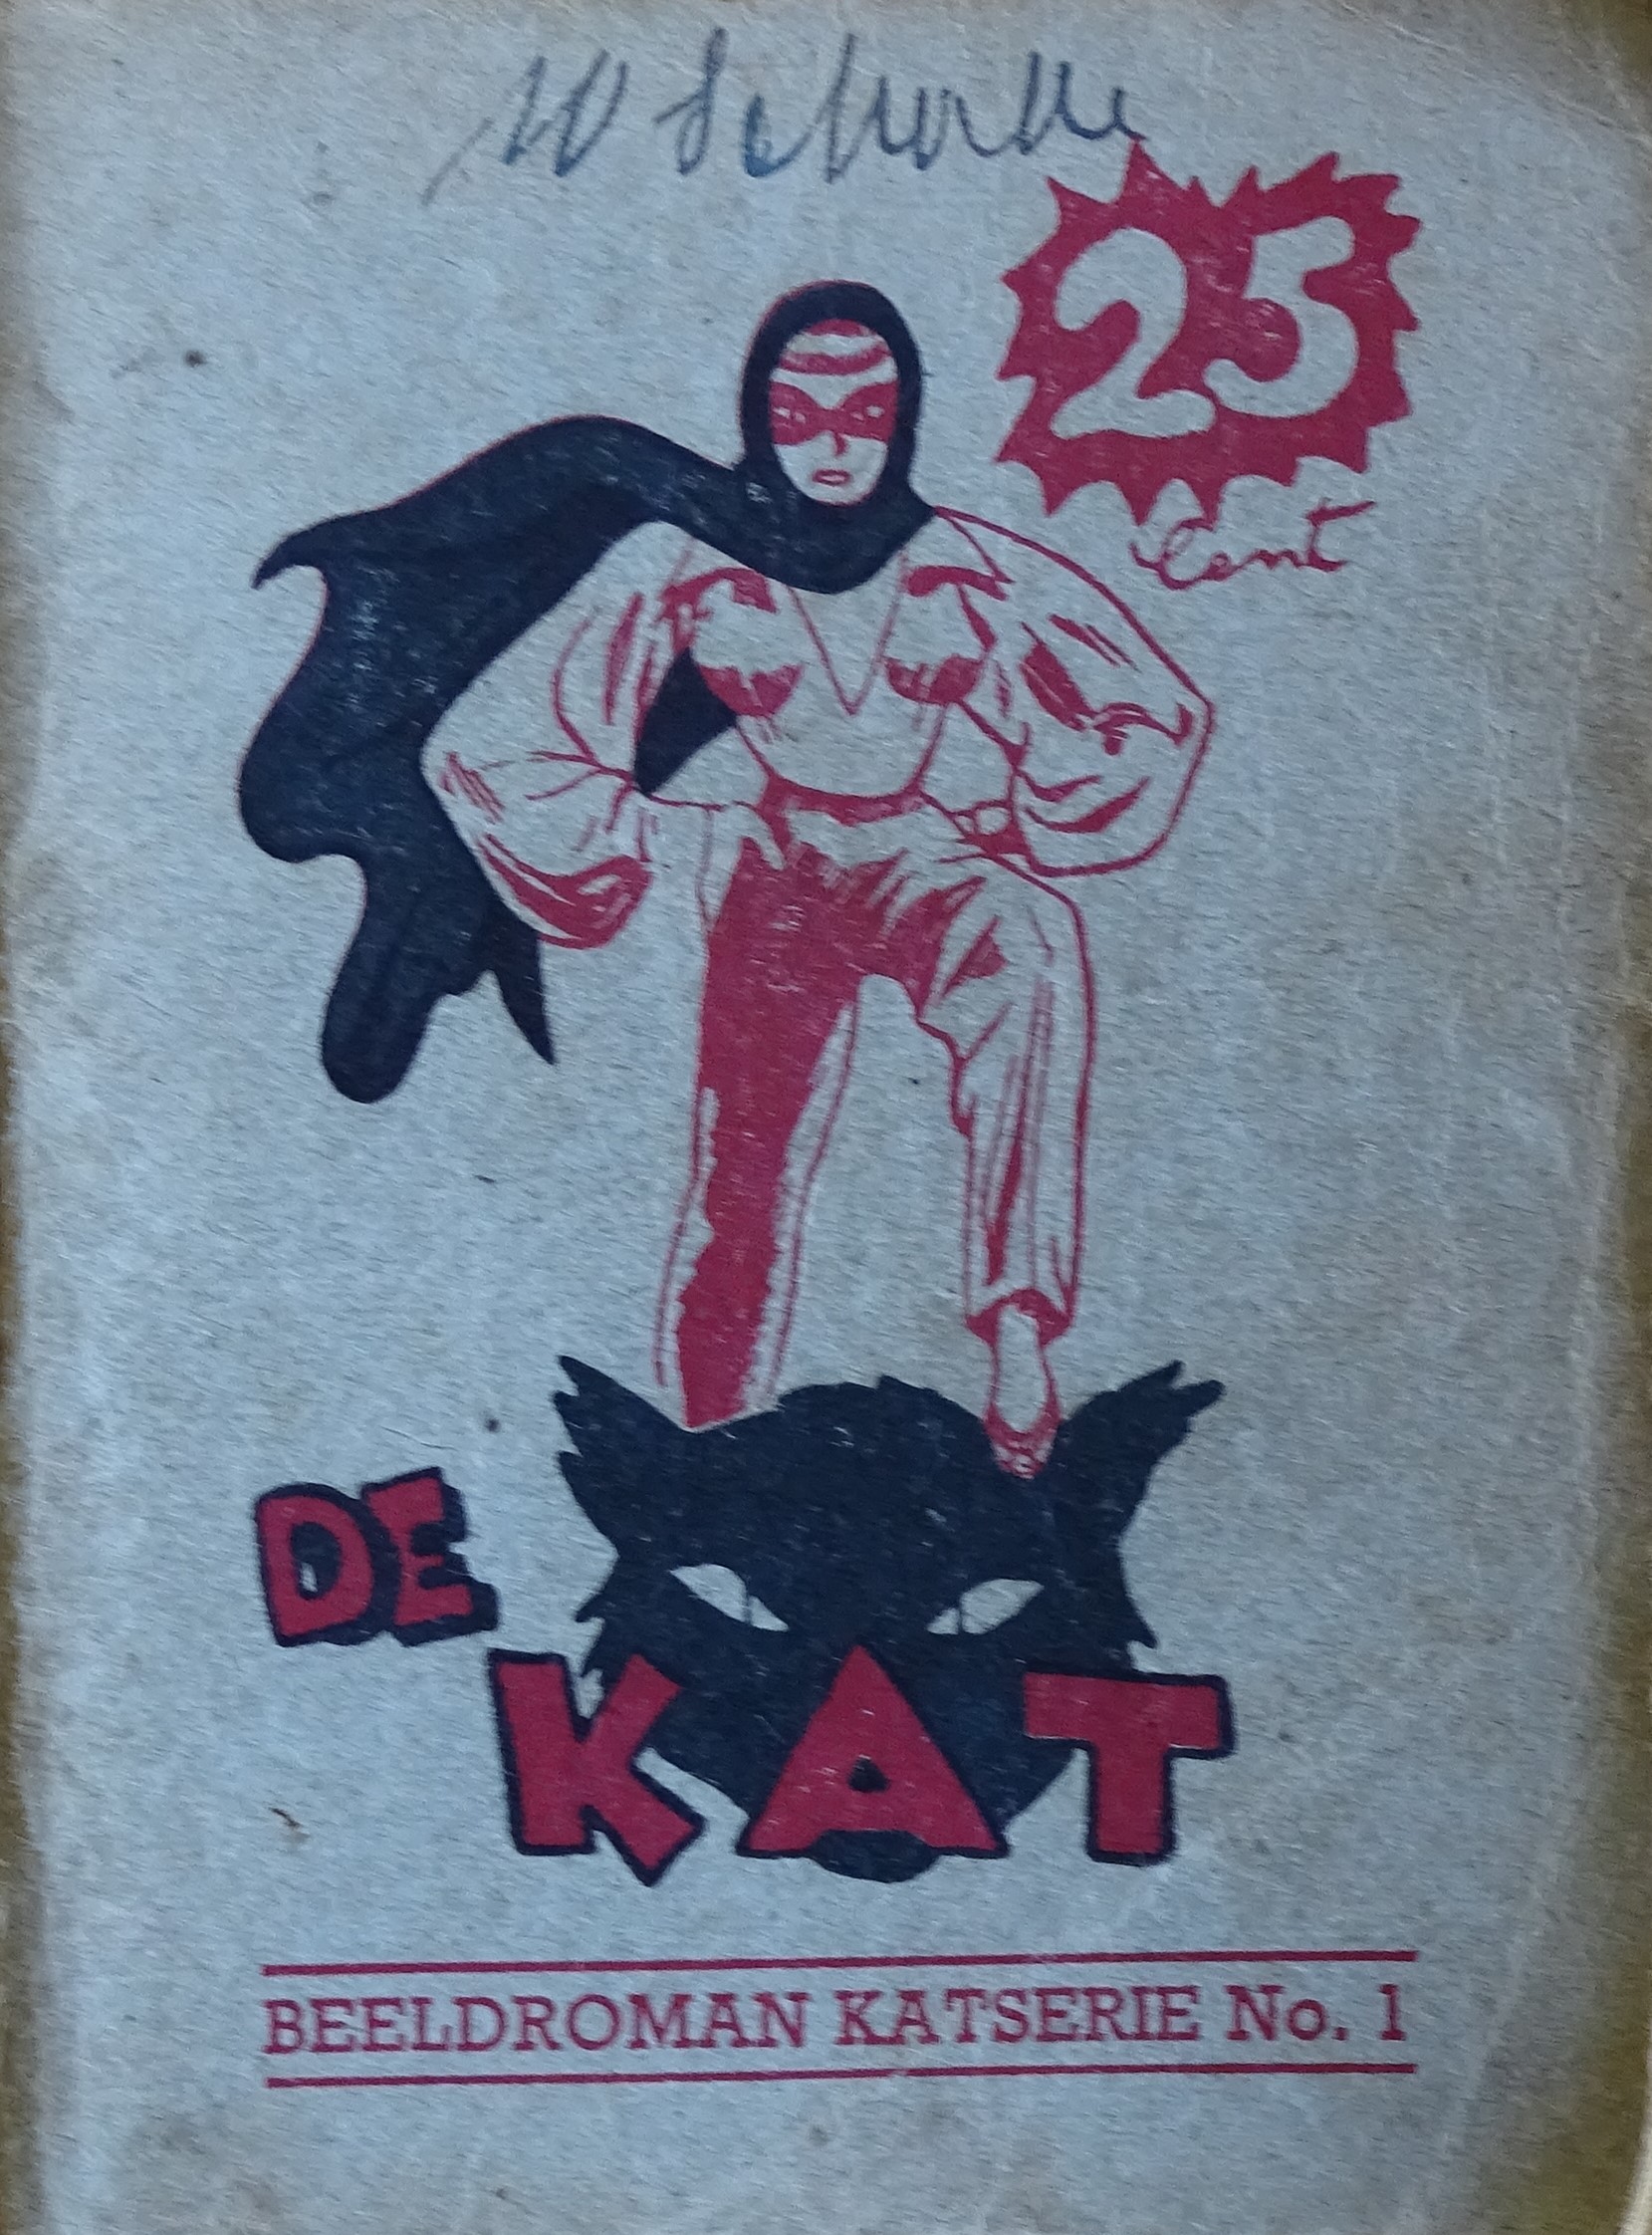 25
Cent
DE
KAT
BEELDROMAN KATSERIE No. 1